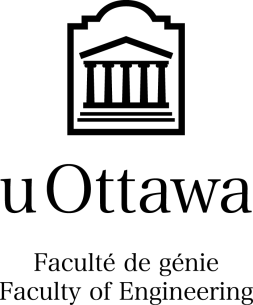 uOttawa
Faculté de génie
Faculty of Engineering